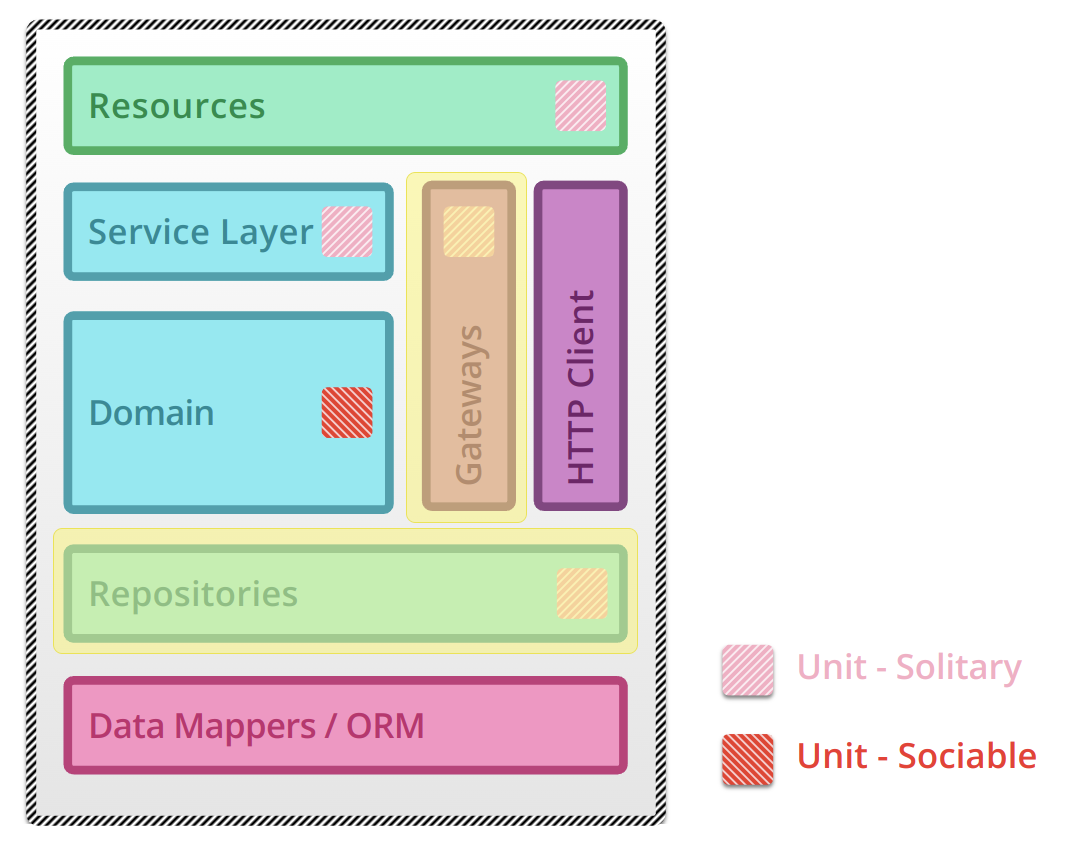 Resources
Service Layer
Gateways
HTTP Client
Domain
Repositories
Data Mappers / ORM
Unit - Solitary
Unit - Sociable